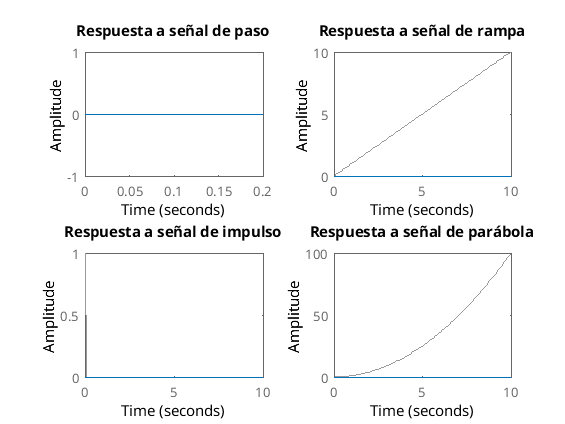 Respuesta a señal de paso
1
0
-1
Amplitude
0 0.05 0.1 0.15 0.2
Time (seconds)
Respuesta a señal de rampa
10
5
0
Amplitude
0 5 10
Time (seconds)
Respuesta a señal de impulso
1
0.5
0
Amplitude
0 5 10
Time (seconds)
Respuesta a señal de parábola
100
50
0
Amplitude
0 5 10
Time (seconds)